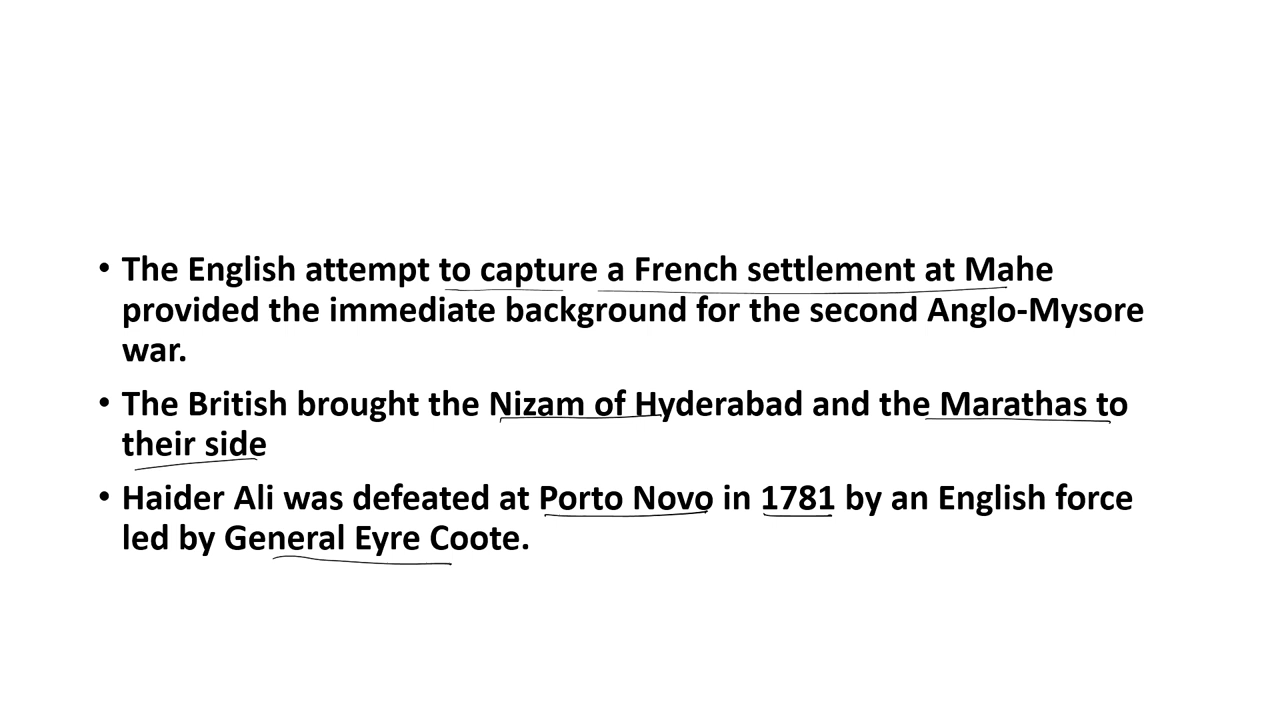 • The English attempt to capture a French settlement at Mahe
provided the immediate background for the second Anglo-Mysore
war.
• The British brought the Nizam of Hyderabad and the Marathas to
their side
• Haider Ali was defeated at Porto Novo in 1781 by an English force
led by General Eyre Coote.